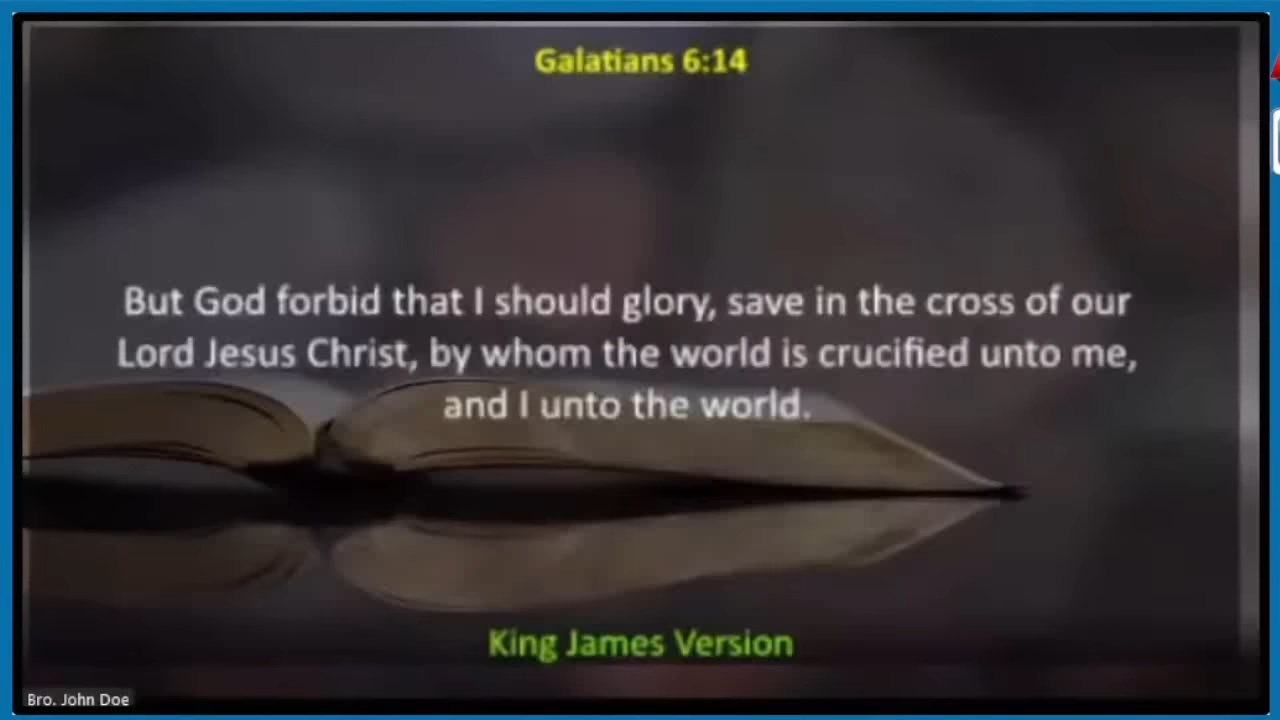 Galatians 6:14
But God forbid that I should glory, save in the cross of our
Lord Jesus Christ, by whom the world is crucified unto me,
and I unto the world.
King James Version
Bro. John Doe